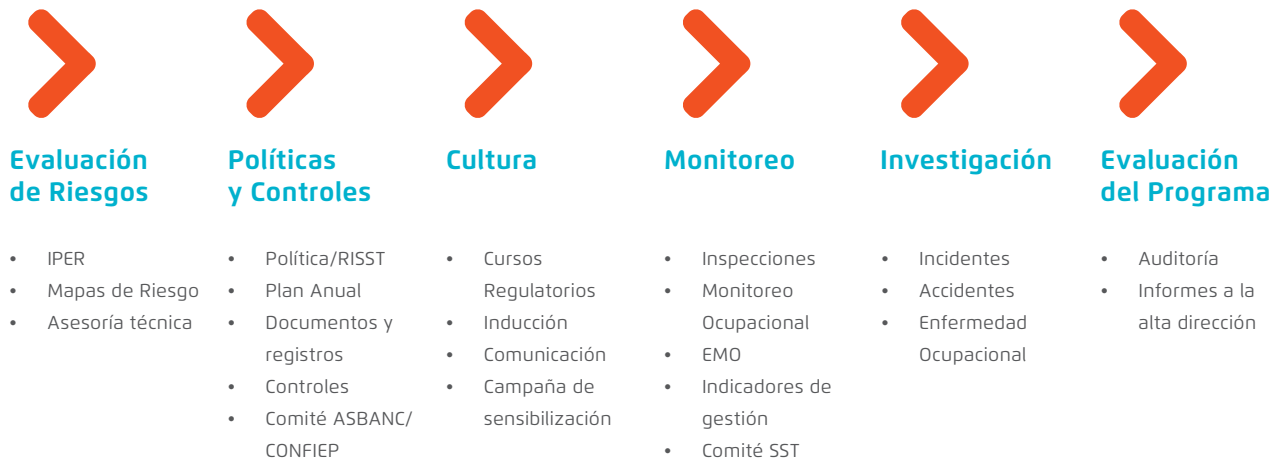 Evaluación
de Riesgos
• IPER
• Mapas de Riesgo
• Asesoría técnica
Políticas
y Controles
• Política/RISST
• Plan Anual
• Documentos y
registros
• Controles
• Comité ASBANC/
CONFIEP
Cultura
• Cursos
Regulatorios
• Inducción
• Comunicación
• Campaña de
sensibilización
Monitoreo
• Inspecciones
• Monitoreo
Ocupacional
• EMO
• Indicadores de
gestión
• Comité SST
Investigación
• Incidentes
• Accidentes
• Enfermedad
Ocupacional
Evaluación
del Programa
• Auditoría
• Informes a la
alta dirección